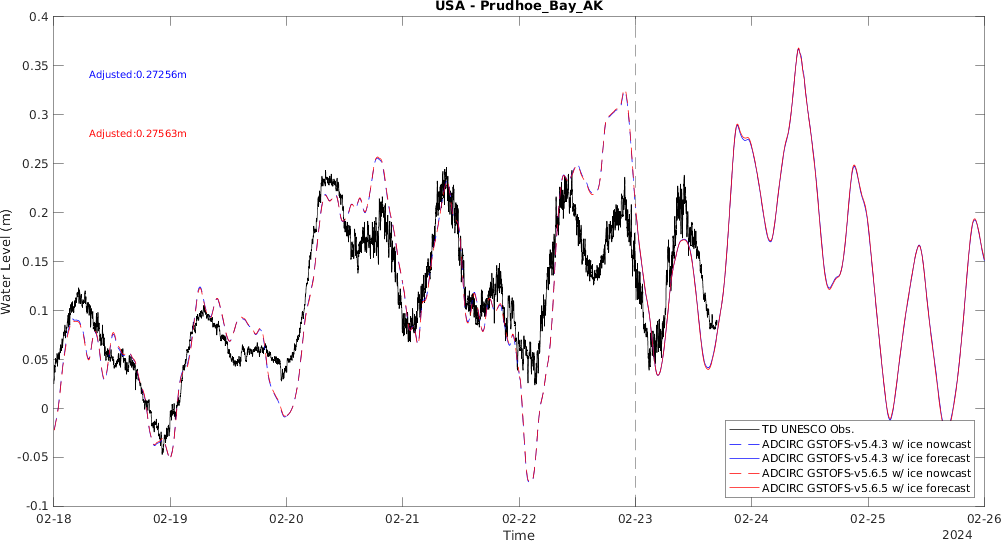 USA - Prudhoe_Bay_AK
0.4
0.35
0.3
0.25
0.2
0.15
0.1
0.05
0
-0.05
-0.1
Water Level (m)
Adjusted:0.27256m
Adjusted:0.27563m
TD UNESCO Obs.
ADCIRC GSTOFS-v5.4.3 w/ ice nowcast
ADCIRC GSTOFS-v5.4.3 w/ ice forecast
ADCIRC GSTOFS-v5.6.5 w/ ice nowcast
ADCIRC GSTOFS-v5.6.5 w/ ice forecast
02-18 02-19 02-20 02-21 02-22 02-23 02-24 02-25 02-26
Time
2024